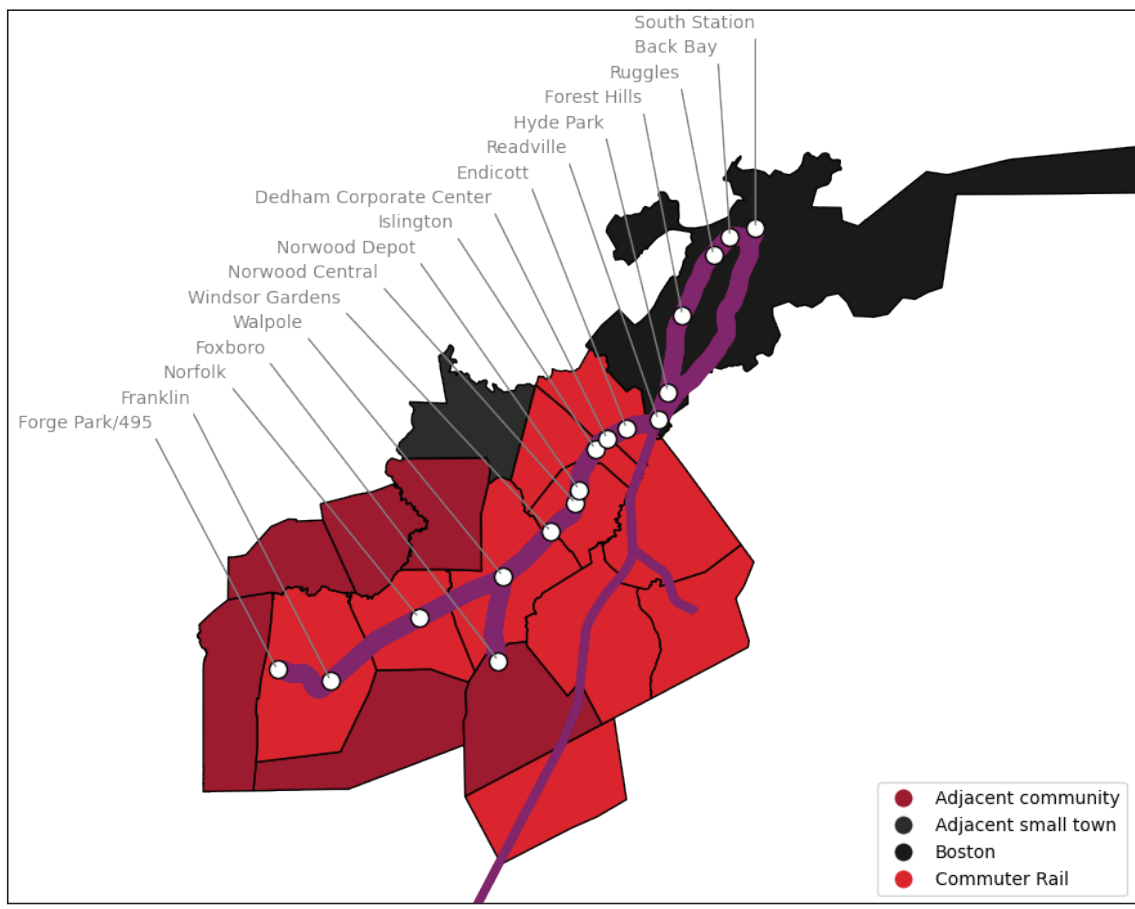 South Station
Back Bay
Ruggles
Forest Hills
Hyde Park
Readville
Endicott
Dedham Corporate Center
Islington
Norwood Depot
Norwood Central
Windsor Gardens
Walpole
Foxboro
Norfolk
Franklin
Forge Park/495
Adjacent community
Adjacent small town
Boston
Commuter Rail